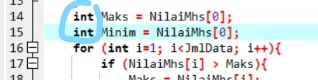 14 int Maks = NilaiMhs[0];
15 int Minim = NilaiMhs[0];
16 for (int i=1; i<JmlData; i++){
17 if (NilaiMhs[i] > Maks){